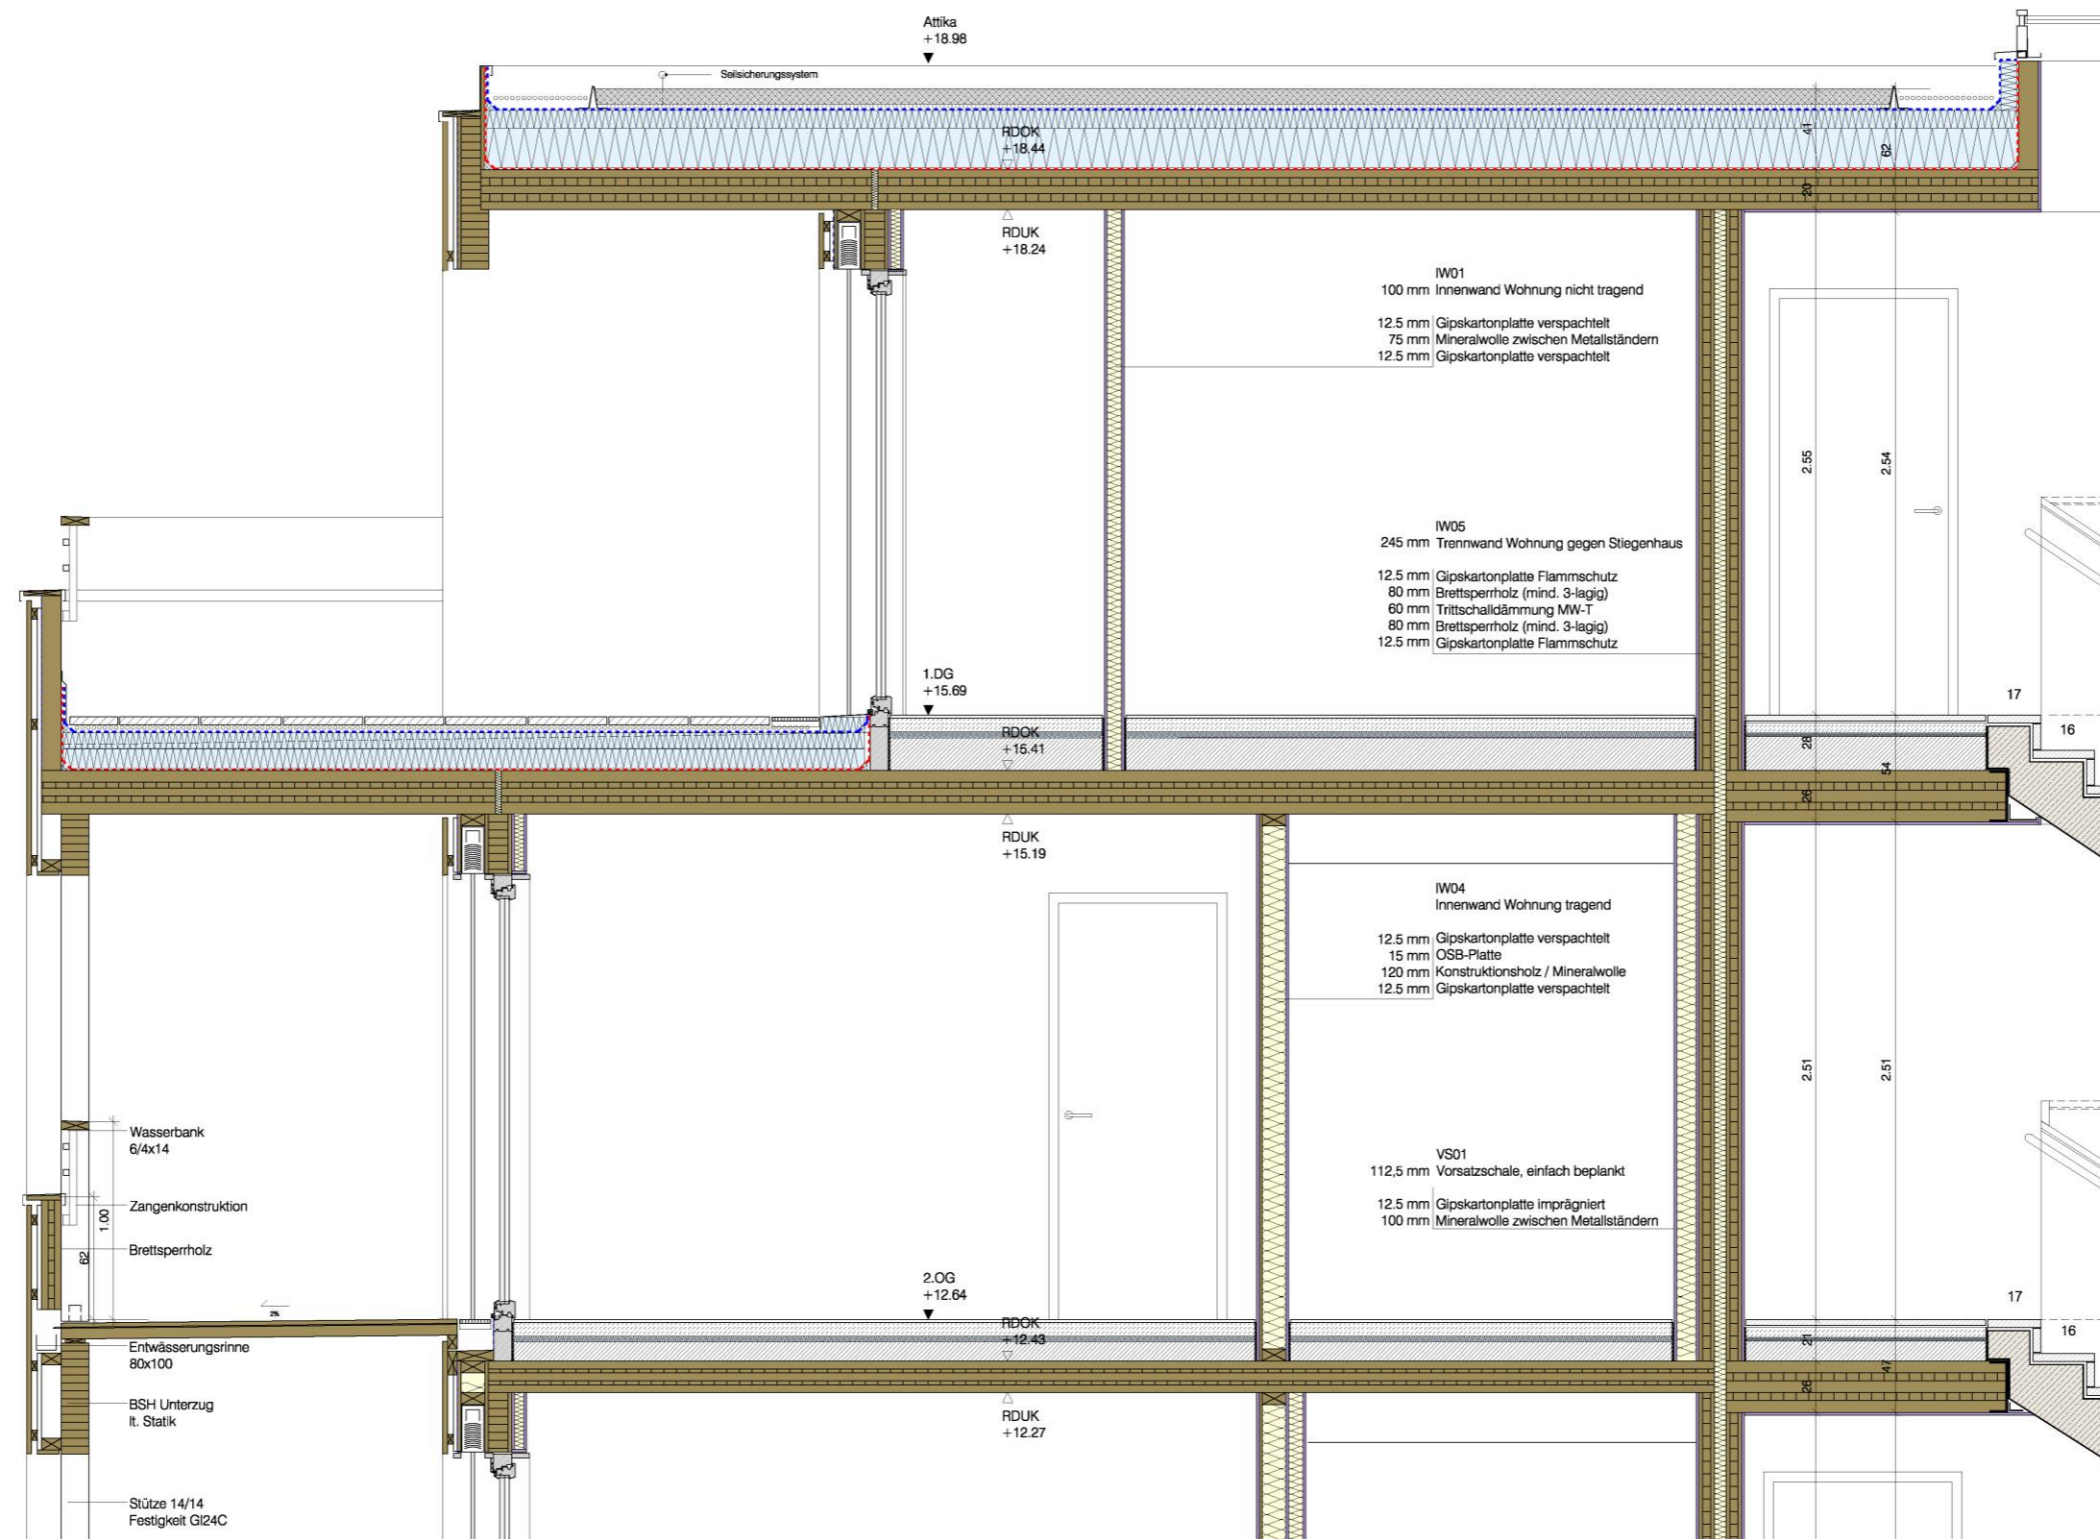 Attika
+18.98
Seilsicherungssystem
RDOK
+18.44
41
62
20
RDUK
+18.24
IW01
100 mm Innenwand Wohnung nicht tragend
12.5 mm Gipskartonplatte verspachtelt
75 mm Mineralwolle zwischen Metallständern
12.5 mm Gipskartonplatte verspachtelt
2.55
2.54
IW05
245 mm Trennwand Wohnung gegen Stiegenhaus
12.5 mm Gipskartonplatte Flammschutz
80 mm Brettsperrholz (mind. 3-lagig)
60 mm Trittschalldämmung MW-T
80 mm Brettsperrholz (mind. 3-lagig)
12.5 mm Gipskartonplatte Flammschutz
1.DG
+15.69
17
16
RDOK
+15.41
28
54
26
RDUK
+15.19
IW04
Innenwand Wohnung tragend
12.5 mm Gipskartonplatte verspachtelt
15 mm OSB-Platte
120 mm Konstruktionsholz / Mineralwolle
12.5 mm Gipskartonplatte verspachtelt
2.51
2.51
Wasserbank
6/4x14
VS01
112,5 mm Vorsatzschale, einfach beplankt
12.5 mm Gipskartonplatte imprägniert
100 mm Mineralwolle zwischen Metallständern
Zangenkonstruktion
1.00
62
Brettsperrholz
2.OG
+12.64
17
16
2%
RDOK
+12.43
21
47
26
Entwässerungsrinne
80x100
BSH Unterzug
lt. Statik
RDUK
+12.27
Stütze 14/14
Festigkeit Gl24C